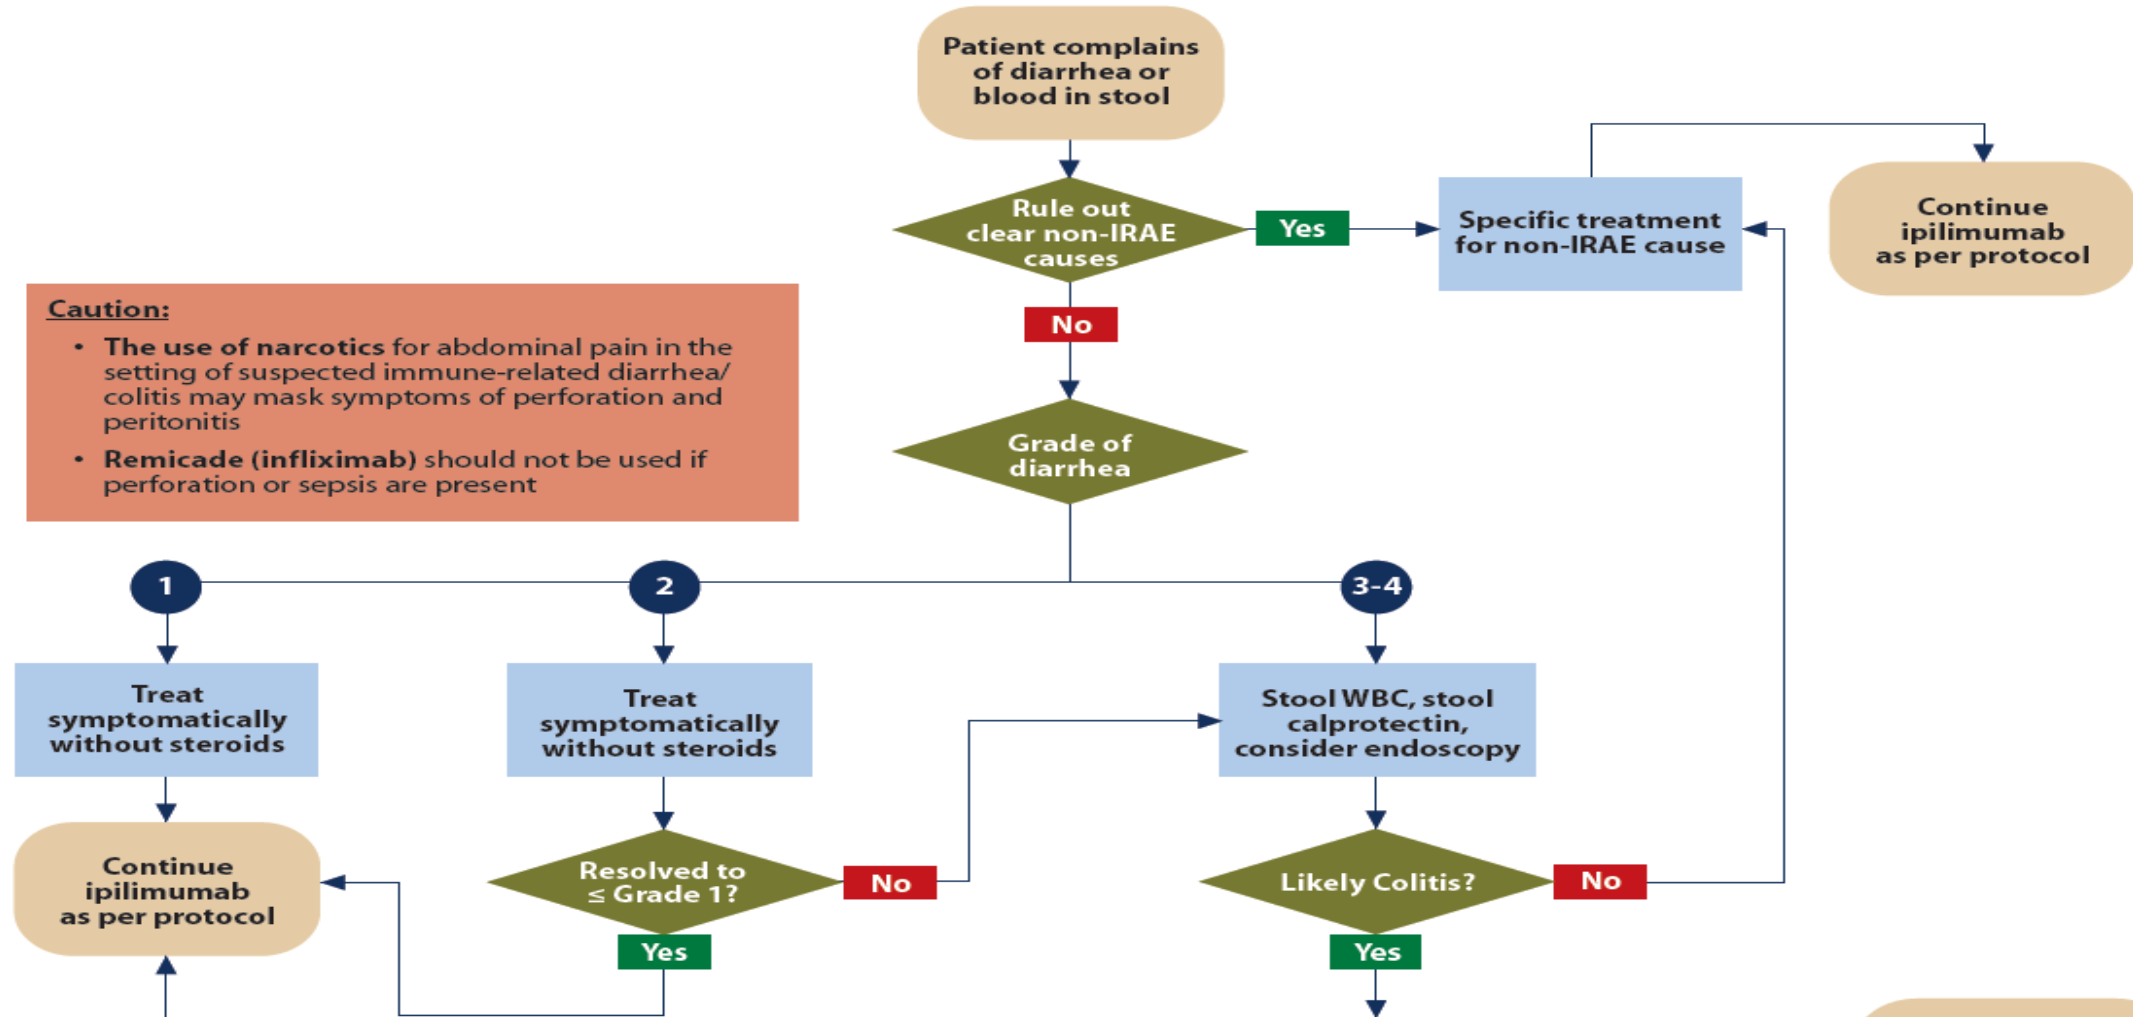 Patient complains
of diarrhea or
blood in stool
Rule out
clear non-IRAE
causes
Yes
Specific treatment
for non-IRAE cause
Continue
ipilimumab
as per protocol
No
Caution:
• The use of narcotics for abdominal pain in the
setting of suspected immune-related diarrhea/
colitis may mask symptoms of perforation and
peritonitis
• Remicade (infliximab) should not be used if
perforation or sepsis are present
Grade of
diarrhea
1
2
3-4
Treat
symptomatically
without steroids
Treat
symptomatically
without steroids
Stool WBC, stool
calprotectin,
consider endoscopy
Continue
ipilimumab
as per protocol
Resolved to
≤ Grade 1?
No
Likely Colitis?
No
Yes
Yes